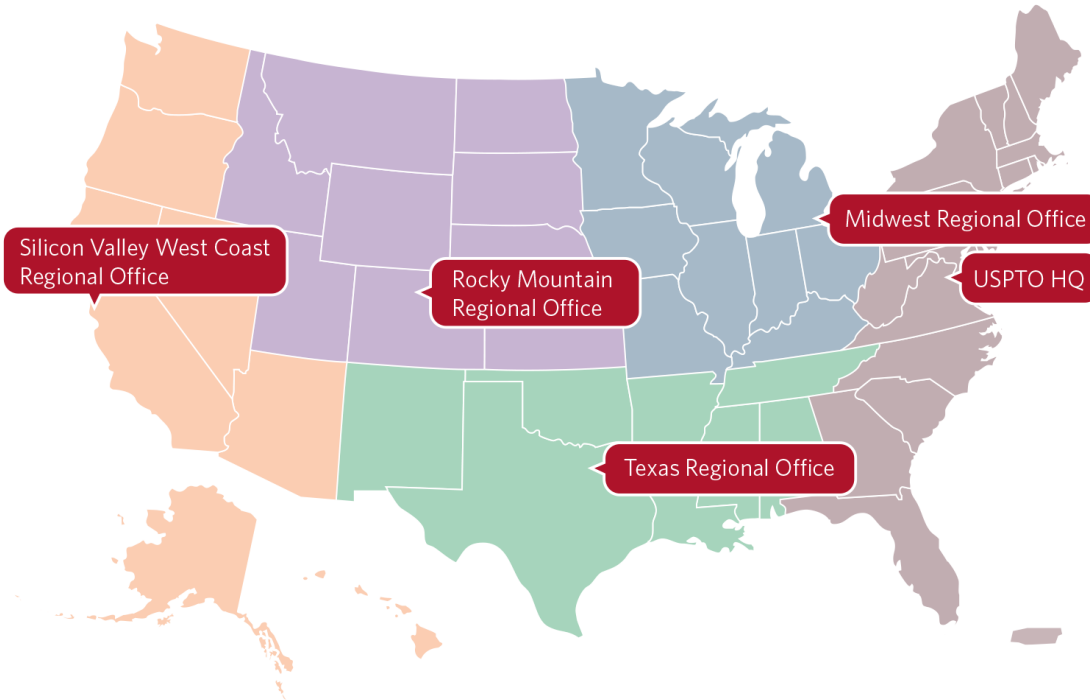 Midwest Regional Office
Silicon Valley West Coast
Regional Office
Rocky Mountain
Regional Office
USPTO HQ
Texas Regional Office